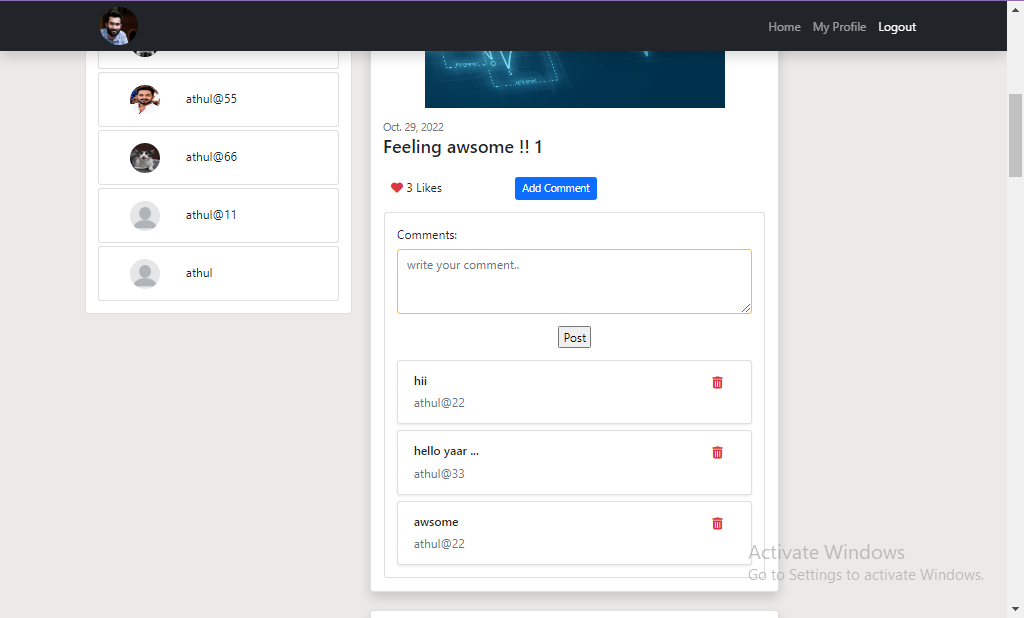 Home My Profile Logout
athul@55
athul@66
athul@11
athul
Oct. 29, 2022
Feeling awsome !! 1
3 Likes Add Comment
Comments:
write your comment..
Post
hii
athul@22
hello yaar ...
athul@33
awsome
athul@22
Activate Windows
Go to Settings to activate Windows.